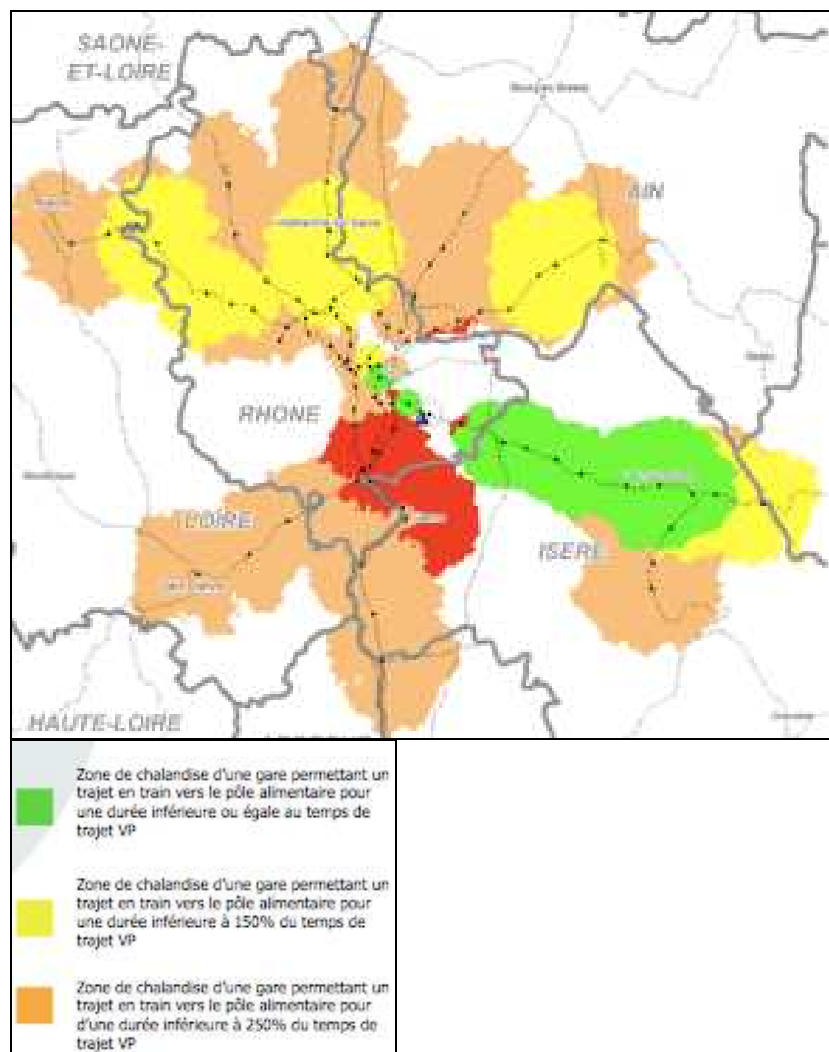 SAONE-
ET-LOIRE
AIN
RHONE
LOIRE
ISERE
HAUTE-LOIRE
Zone de chalandise d'une gare permettant un
trajet en train vers le pôle alimentaire pour
une durée inférieure ou égale au temps de
trajet VP
Zone de chalandise d'une gare permettant un
trajet en train vers le pôle alimentaire pour
une durée inférieure à 150% du temps de
trajet VP
Zone de chalandise d'une gare permettant un
trajet en train vers le pôle alimentaire pour
d'une durée inférieure à 250% du temps de
trajet VP